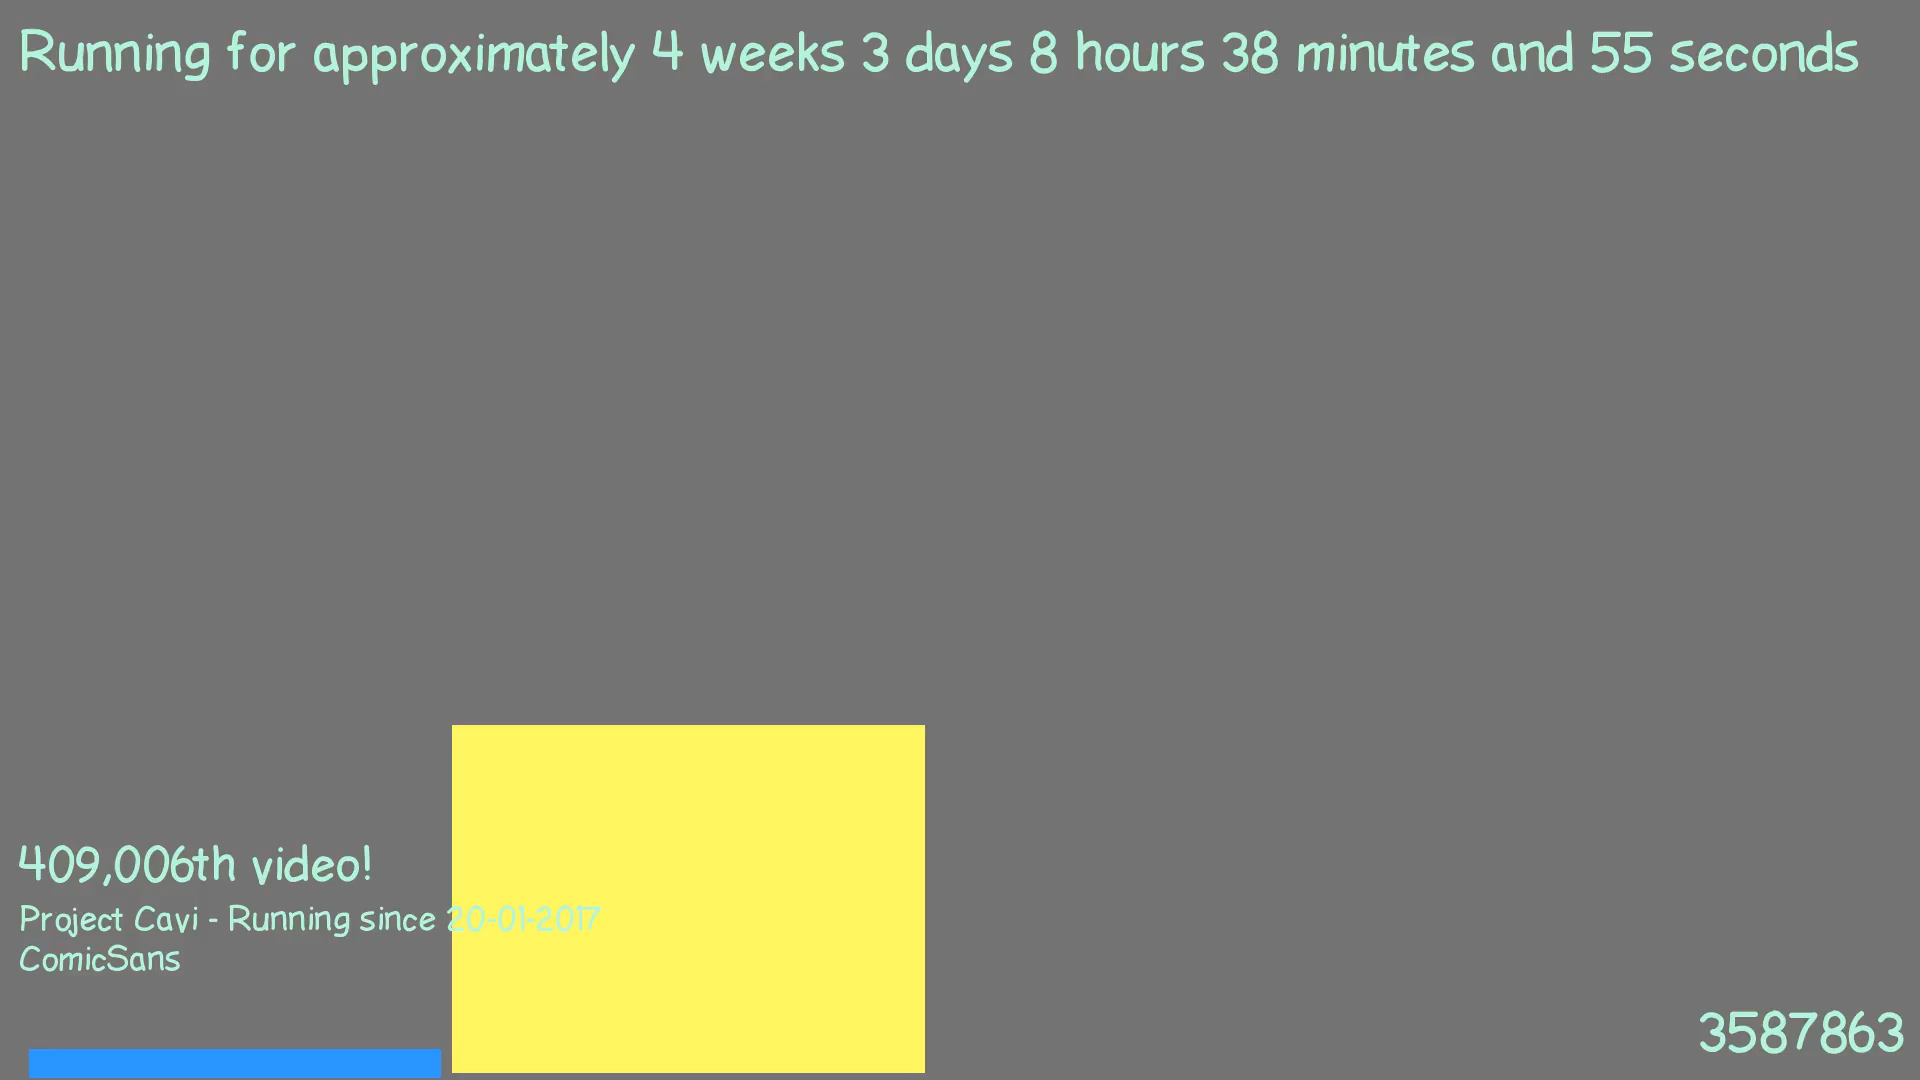 Running for approximately 4 weeks 3 days 8 hours 38 minutes and 55 seconds
409,006th video!
Project Cavi - Running since 20-01-2017
ComicSans
3587863